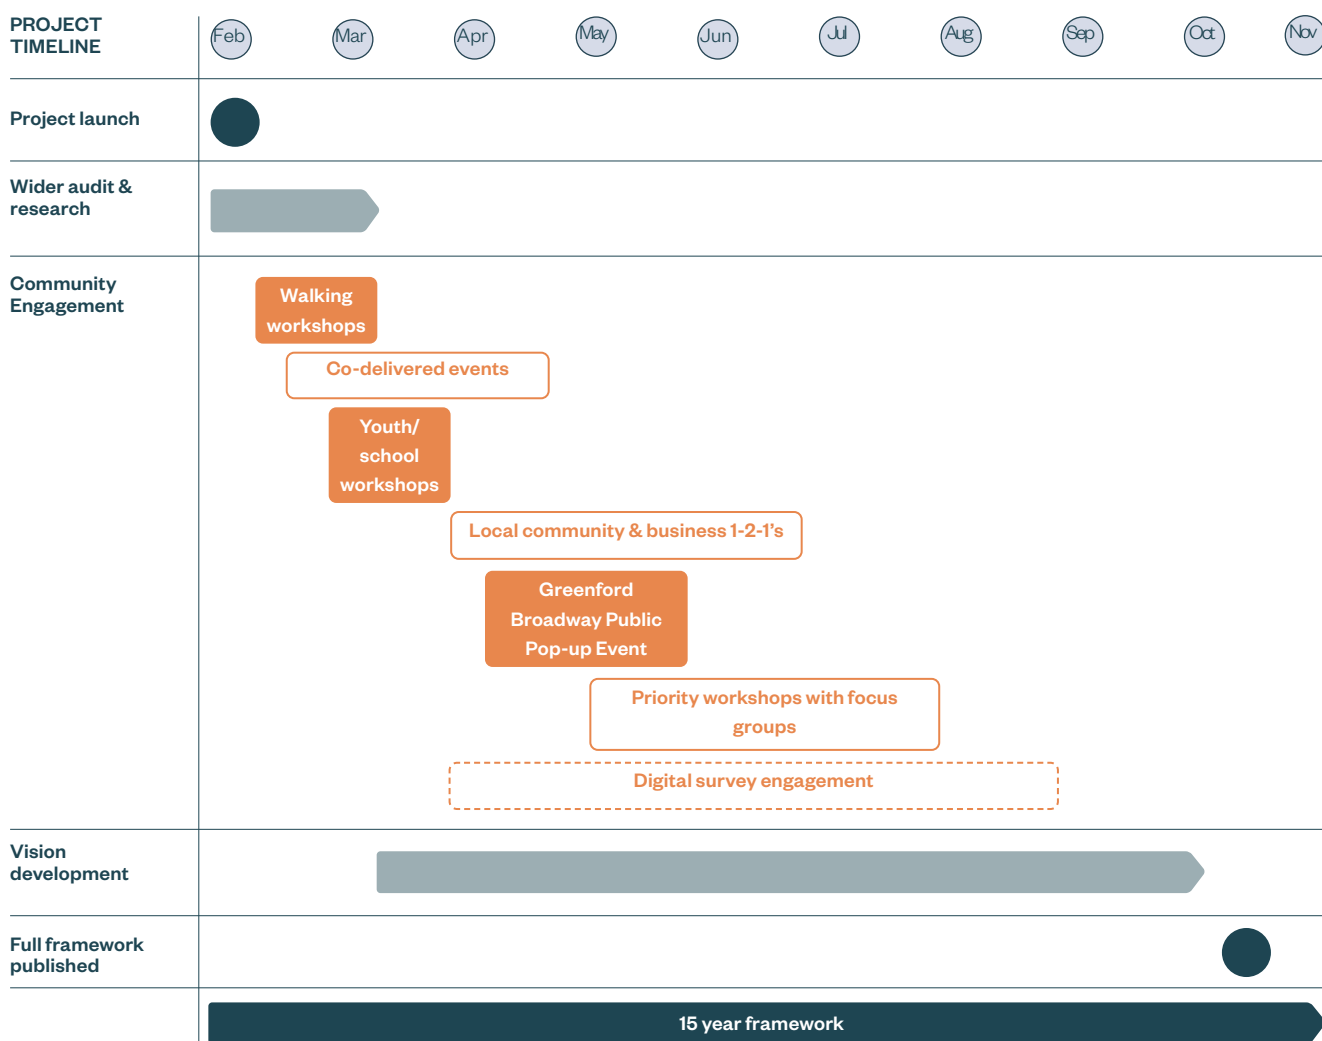 PROJECT
TIMELINE
Feb
Mar
Apr
May
Jun
Jul
Aug
Sep
Oct
Nov
Project launch
Wider audit &
research
Community
Engagement
Walking
workshops
Co-delivered events
Youth/
school
workshops
Local community & business 1-2-1’s
Greenford
Broadway Public
Pop-up Event
Priority workshops with focus
groups
Digital survey engagement
Vision
development
Full framework
published
15 year framework